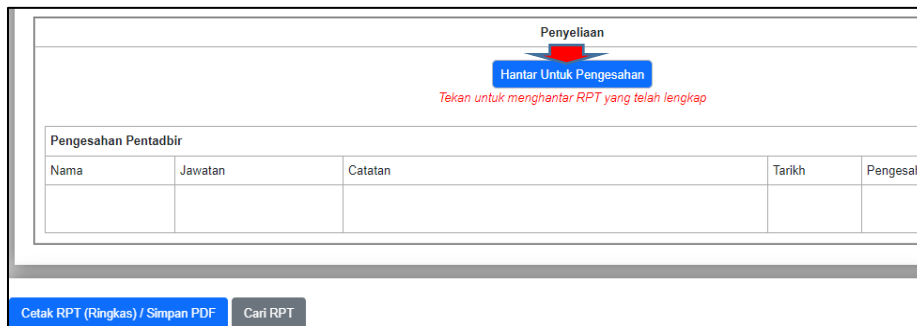 Penyeliaan
Hantar Untuk Pengesahan
Tekan untuk menghantar RPT yang telah lengkap
Pengesahan Pentadbir
Nama Jawatan Catatan Tarikh Pengesah
Cetak RPT (Ringkas) / Simpan PDF Cari RPT